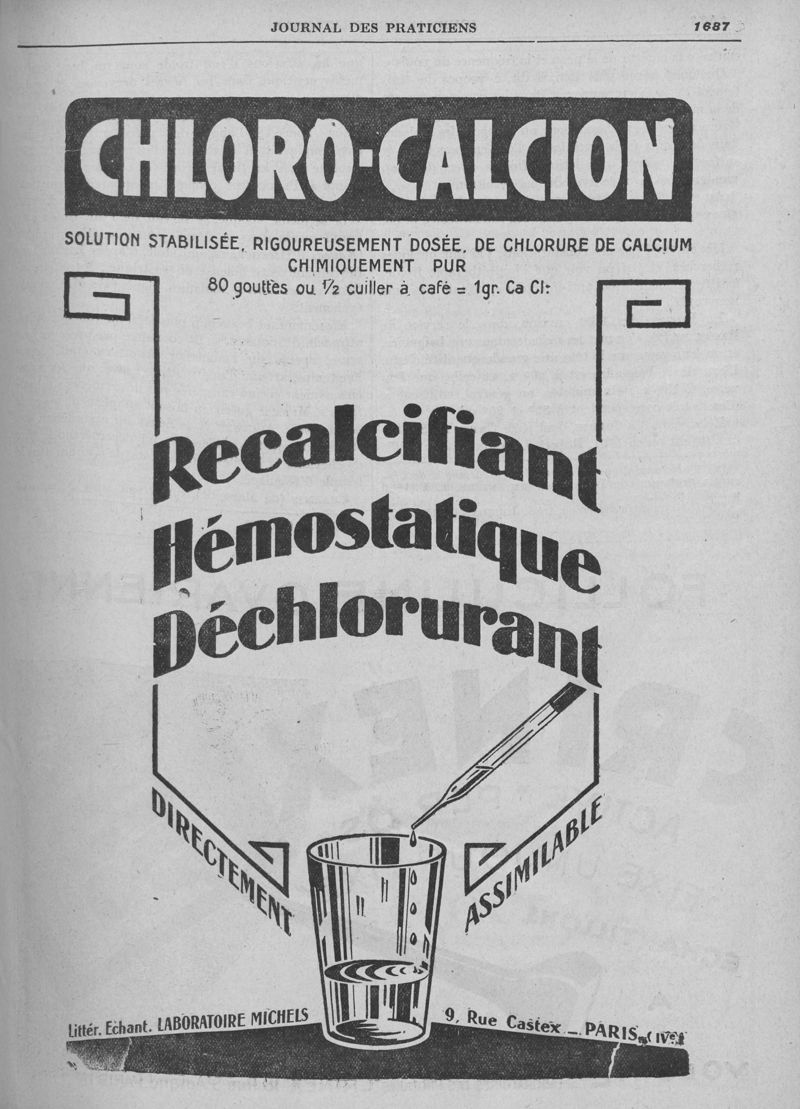 JOURNAL DES PRATICIENS 1687
CHLORO-CALCION
SOLUTION STABILISÉE, RIGOUREUSEMENT DOSÉE, DE CHLORURE DE CALCIUM
CHIMIQUEMENT PUR
80 gouttes ou 1/2 cuiller à café = 1gr. Ca Cl²
Recalcifiant
Hémostatique
Déchlorurant
DIRECTEMENT ASSIMILABLE
Littér. Echant. LABORATOIRE MICHELS 9, Rue Castex _ PARIS (IVe)